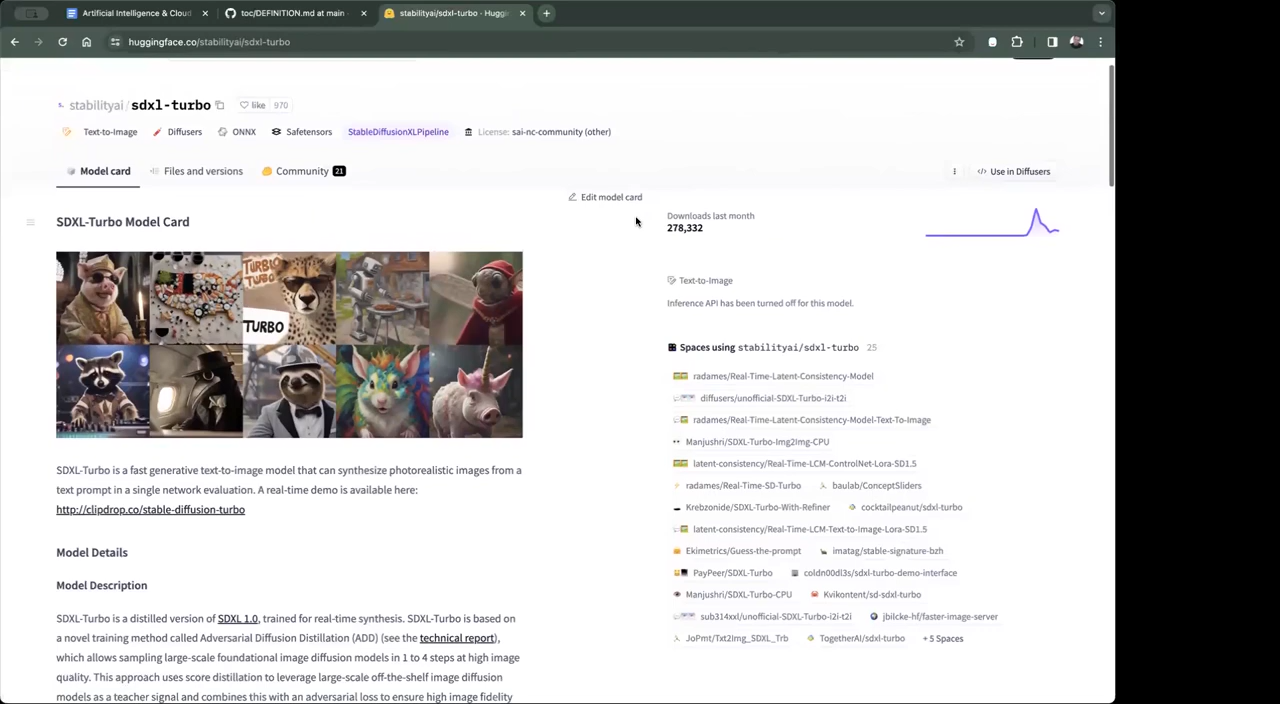 Artificial Intelligence & Cloud
toc/DEFINITION.md at main ·
stabilityai/sdxl-turbo · Huggi
huggingface.co/stabilityai/sdxl-turbo
stabilityai/sdxl-turbo
like 970
Text-to-Image Diffusers ONNX Safetensors StableDiffusionXLPipeline License: sai-nc-community (other)
Model card Files and versions Community 21
Use in Diffusers
Edit model card
SDXL-Turbo Model Card
TURBO
TURBO
SDXL-Turbo is a fast generative text-to-image model that can synthesize photorealistic images from a
text prompt in a single network evaluation. A real-time demo is available here:
http://clipdrop.co/stable-diffusion-turbo
Model Details
Model Description
SDXL-Turbo is a distilled version of SDXL 1.0, trained for real-time synthesis. SDXL-Turbo is based on
a novel training method called Adversarial Diffusion Distillation (ADD) (see the technical report),
which allows sampling large-scale foundational image diffusion models in 1 to 4 steps at high image
quality. This approach uses score distillation to leverage large-scale off-the-shelf image diffusion
models as a teacher signal and combines this with an adversarial loss to ensure high image fidelity
Downloads last month
278,332
Text-to-Image
Inference API has been turned off for this model.
Spaces using stabilityai/sdxl-turbo 25
radames/Real-Time-Latent-Consistency-Model
diffusers/unofficial-SDXL-Turbo-i2i-t2i
radames/Real-Time-Latent-Consistency-Model-Text-To-Image
Manjushri/SDXL-Turbo-Img2Img-CPU
latent-consistency/Real-Time-LCM-ControlNet-Lora-SD1.5
radames/Real-Time-SD-Turbo baulab/ConceptSliders
Krebzonide/SDXL-Turbo-With-Refiner cocktailpeanut/sdxl-turbo
latent-consistency/Real-Time-LCM-Text-to-Image-Lora-SD1.5
Ekimetrics/Guess-the-prompt imatag/stable-signature-bzh
PayPeer/SDXL-Turbo coldn00dl3s/sdxl-turbo-demo-interface
Manjushri/SDXL-Turbo-CPU Kvikontent/sd-sdxl-turbo
sub314xxl/unofficial-SDXL-Turbo-i2i-t2i jbilcke-hf/faster-image-server
JoPmt/Txt2Img_SDXL_Trb TogetherAI/sdxl-turbo + 5 Spaces